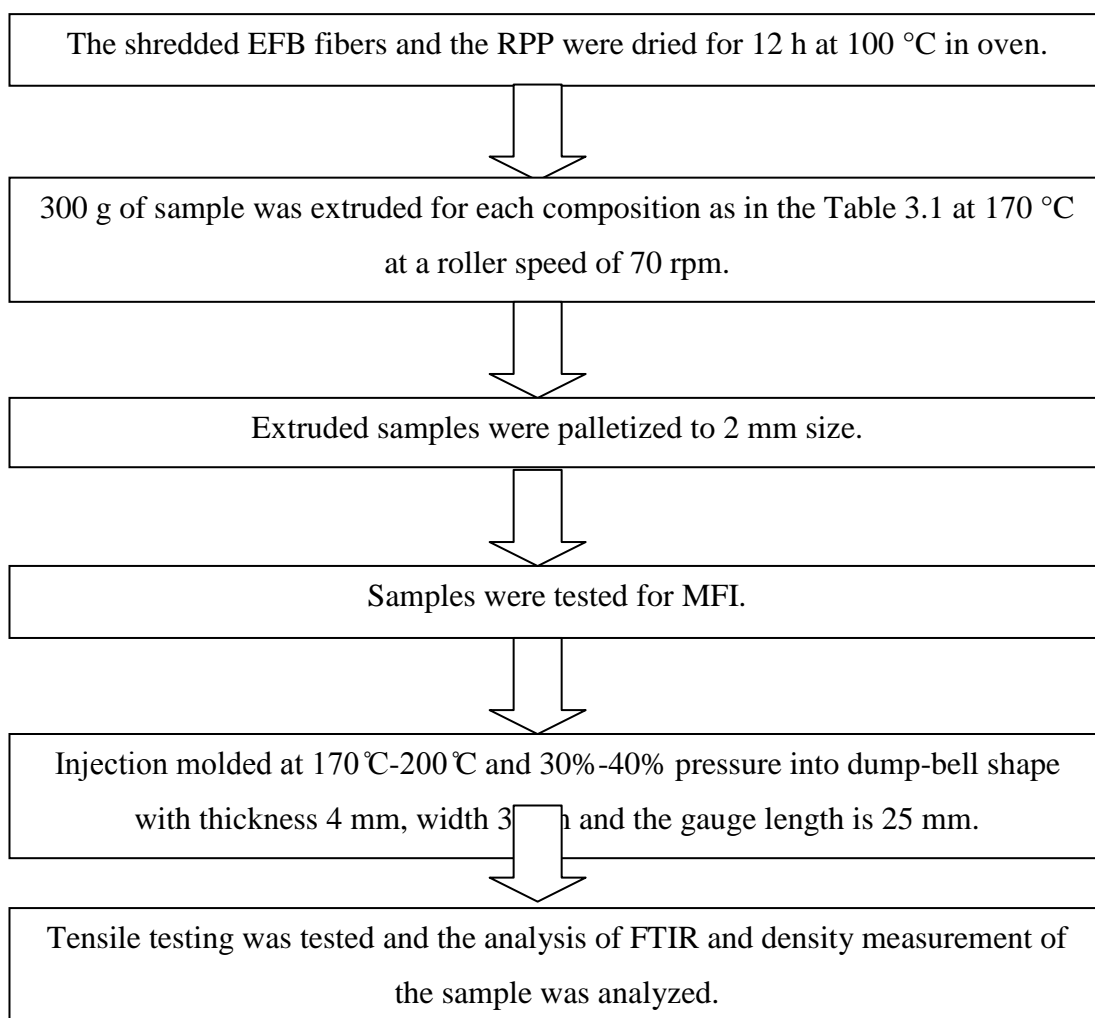 The shredded EFB fibers and the RPP were dried for 12 h at 100 °C in oven.
300 g of sample was extruded for each composition as in the Table 3.1 at 170 °C
at a roller speed of 70 rpm.
Extruded samples were palletized to 2 mm size.
Samples were tested for MFI.
Injection molded at 170℃-200℃ and 30%-40% pressure into dump-bell shape
with thickness 4 mm, width 3 and the gauge length is 25 mm.
Tensile testing was tested and the analysis of FTIR and density measurement of
the sample was analyzed.